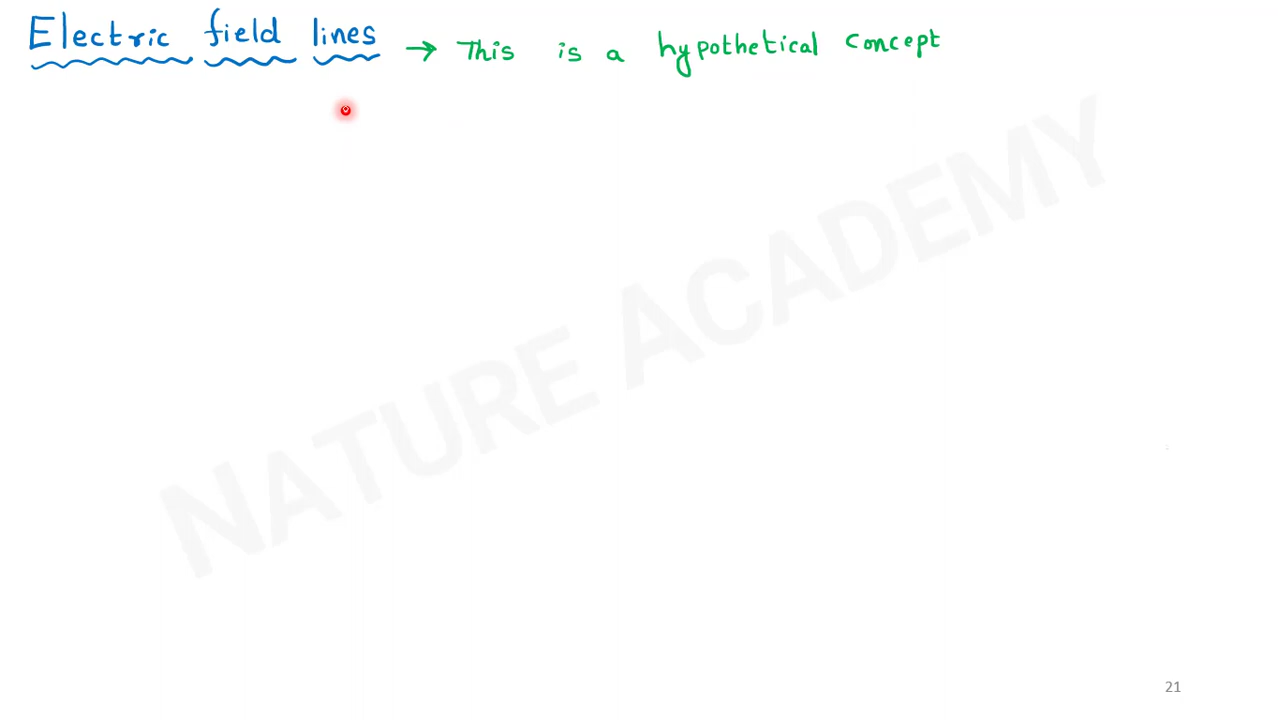 Electric field lines → This is a hypothetical concept
NATURE ACADEMY
21